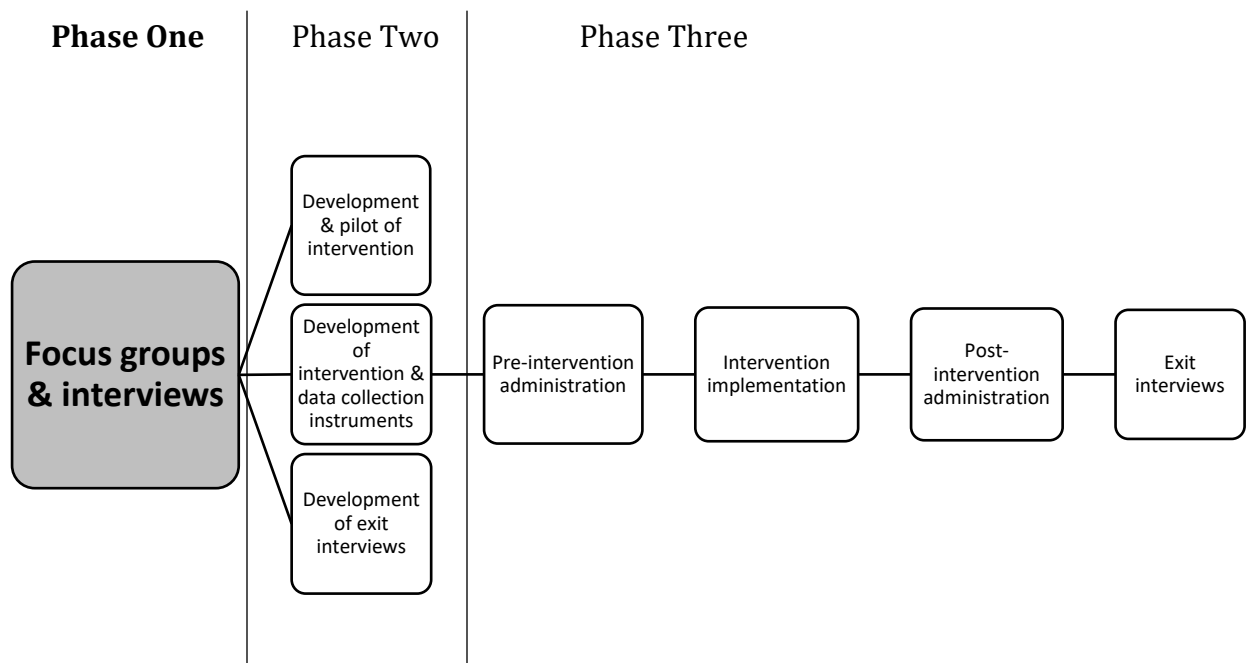 Phase One
Phase Two
Phase Three
Focus groups
& interviews
Development
& pilot of
intervention
Development
of
intervention &
data collection
instruments
Development
of exit
interviews
Pre-intervention
administration
Intervention
implementation
Post-
intervention
administration
Exit
interviews